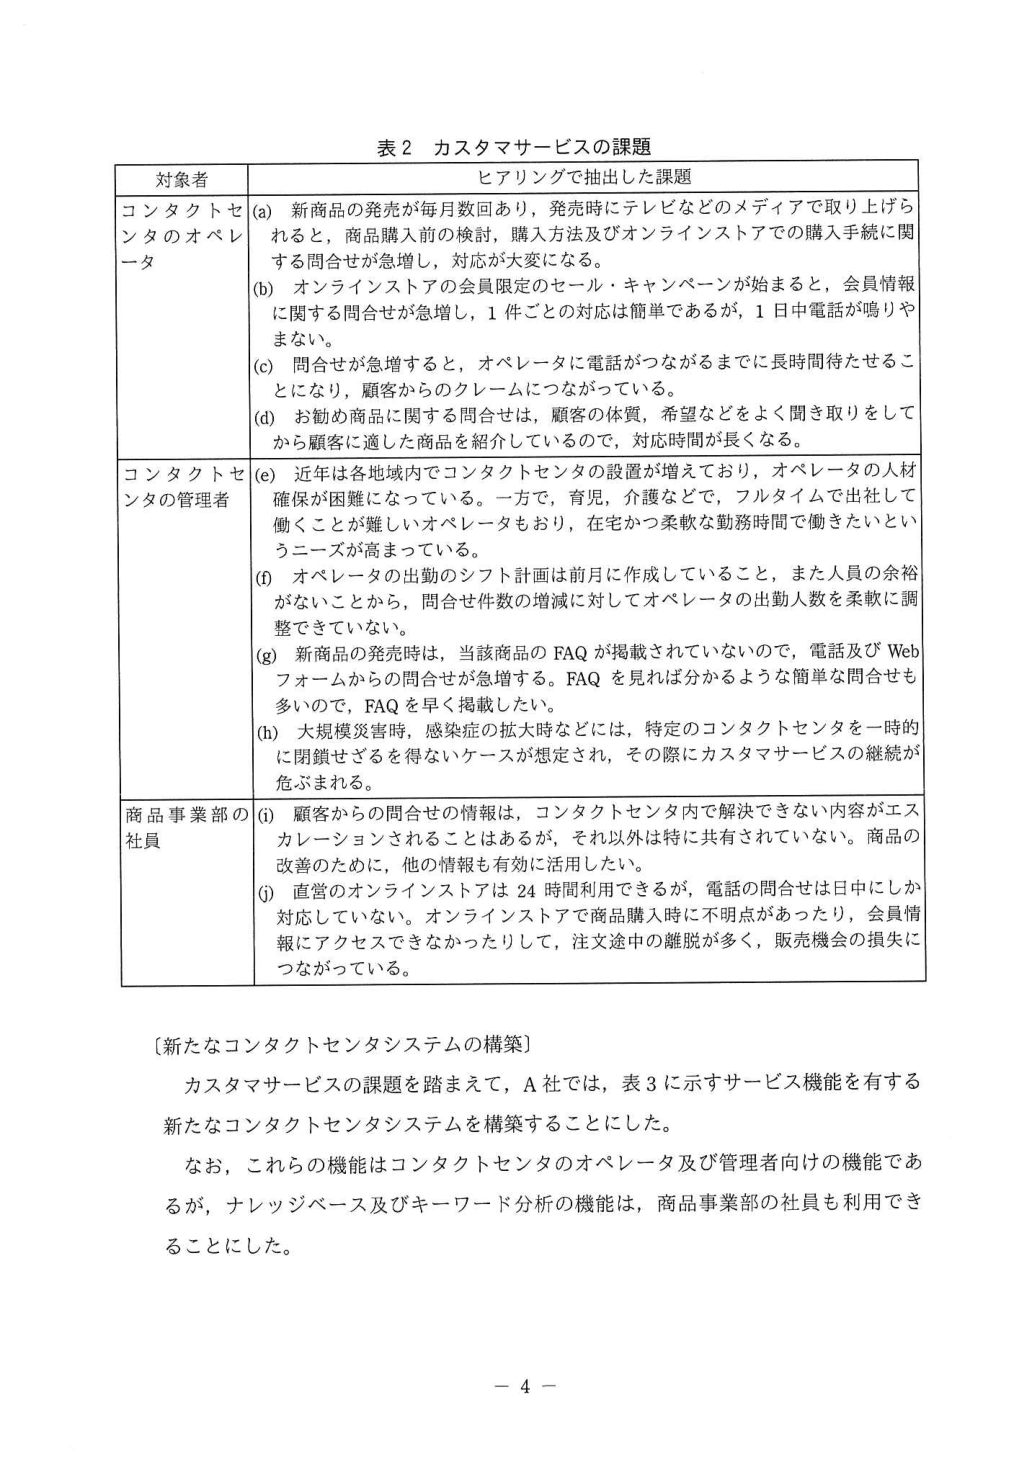 表2 カスタマサービスの課題
対象者
ヒアリングで抽出した課題
コンタクトセ
ンタのオペレ
ータ
(a) 新商品の発売が毎月数回あり，発売時にテレビなどのメディアで取り上げら
れると，商品購入前の検討，購入方法及びオンラインストアでの購入手続に関
する問合せが急増し，対応が大変になる。
(b) オンラインストアの会員限定のセール・キャンペーンが始まると，会員情報
に関する問合せが急増し，1 件ごとの対応は簡単であるが，1 日中電話が鳴りや
まない。
(c) 問合せが急増すると，オペレータに電話がつながるまでに長時間待たせるこ
とになり，顧客からのクレームにつながっている。
(d) お勧め商品に関する問合せは，顧客の体質，希望などをよく聞き取りをして
から顧客に適した商品を紹介しているので，対応時間が長くなる。
コンタクトセ
ンタの管理者
(e) 近年は各地域内でコンタクトセンタの設置が増えており，オペレータの人材
確保が困難になっている。一方で，育児，介護などで，フルタイムで出社して
働くことが難しいオペレータもおり，在宅かつ柔軟な勤務時間で働きたいとい
うニーズが高まっている。
(f) オペレータの出勤のシフト計画は前月に作成していること，また人員の余裕
がないことから，問合せ件数の増減に対してオペレータの出勤人数を柔軟に調
整できていない。
(g) 新商品の発売時は，当該商品の FAQ が掲載されていないので，電話及び Web
フォームからの問合せが急増する。FAQ を見れば分かるような簡単な問合せも
多いので，FAQ を早く掲載したい。
(h) 大規模災害時，感染症の拡大時などには，特定のコンタクトセンタを一時的
に閉鎖せざるを得ないケースが想定され，その際にカスタマサービスの継続が
危ぶまれる。
商品事業部の
社員
(i) 顧客からの問合せの情報は，コンタクトセンタ内で解決できない内容がエス
カレーションされることはあるが，それ以外は特に共有されていない。商品の
改善のために，他の情報も有効に活用したい。
(j) 直営のオンラインストアは 24 時間利用できるが，電話の問合せは日中にしか
対応していない。オンラインストアで商品購入時に不明点があったり，会員情
報にアクセスできなかったりして，注文途中の離脱が多く，販売機会の損失に
つながっている。
〔新たなコンタクトセンタシステムの構築〕
カスタマサービスの課題を踏まえて，A 社では，表 3 に示すサービス機能を有する
新たなコンタクトセンタシステムを構築することにした。
なお，これらの機能はコンタクトセンタのオペレータ及び管理者向けの機能であ
るが，ナレッジベース及びキーワード分析の機能は，商品事業部の社員も利用でき
ることにした。
－ 4 －